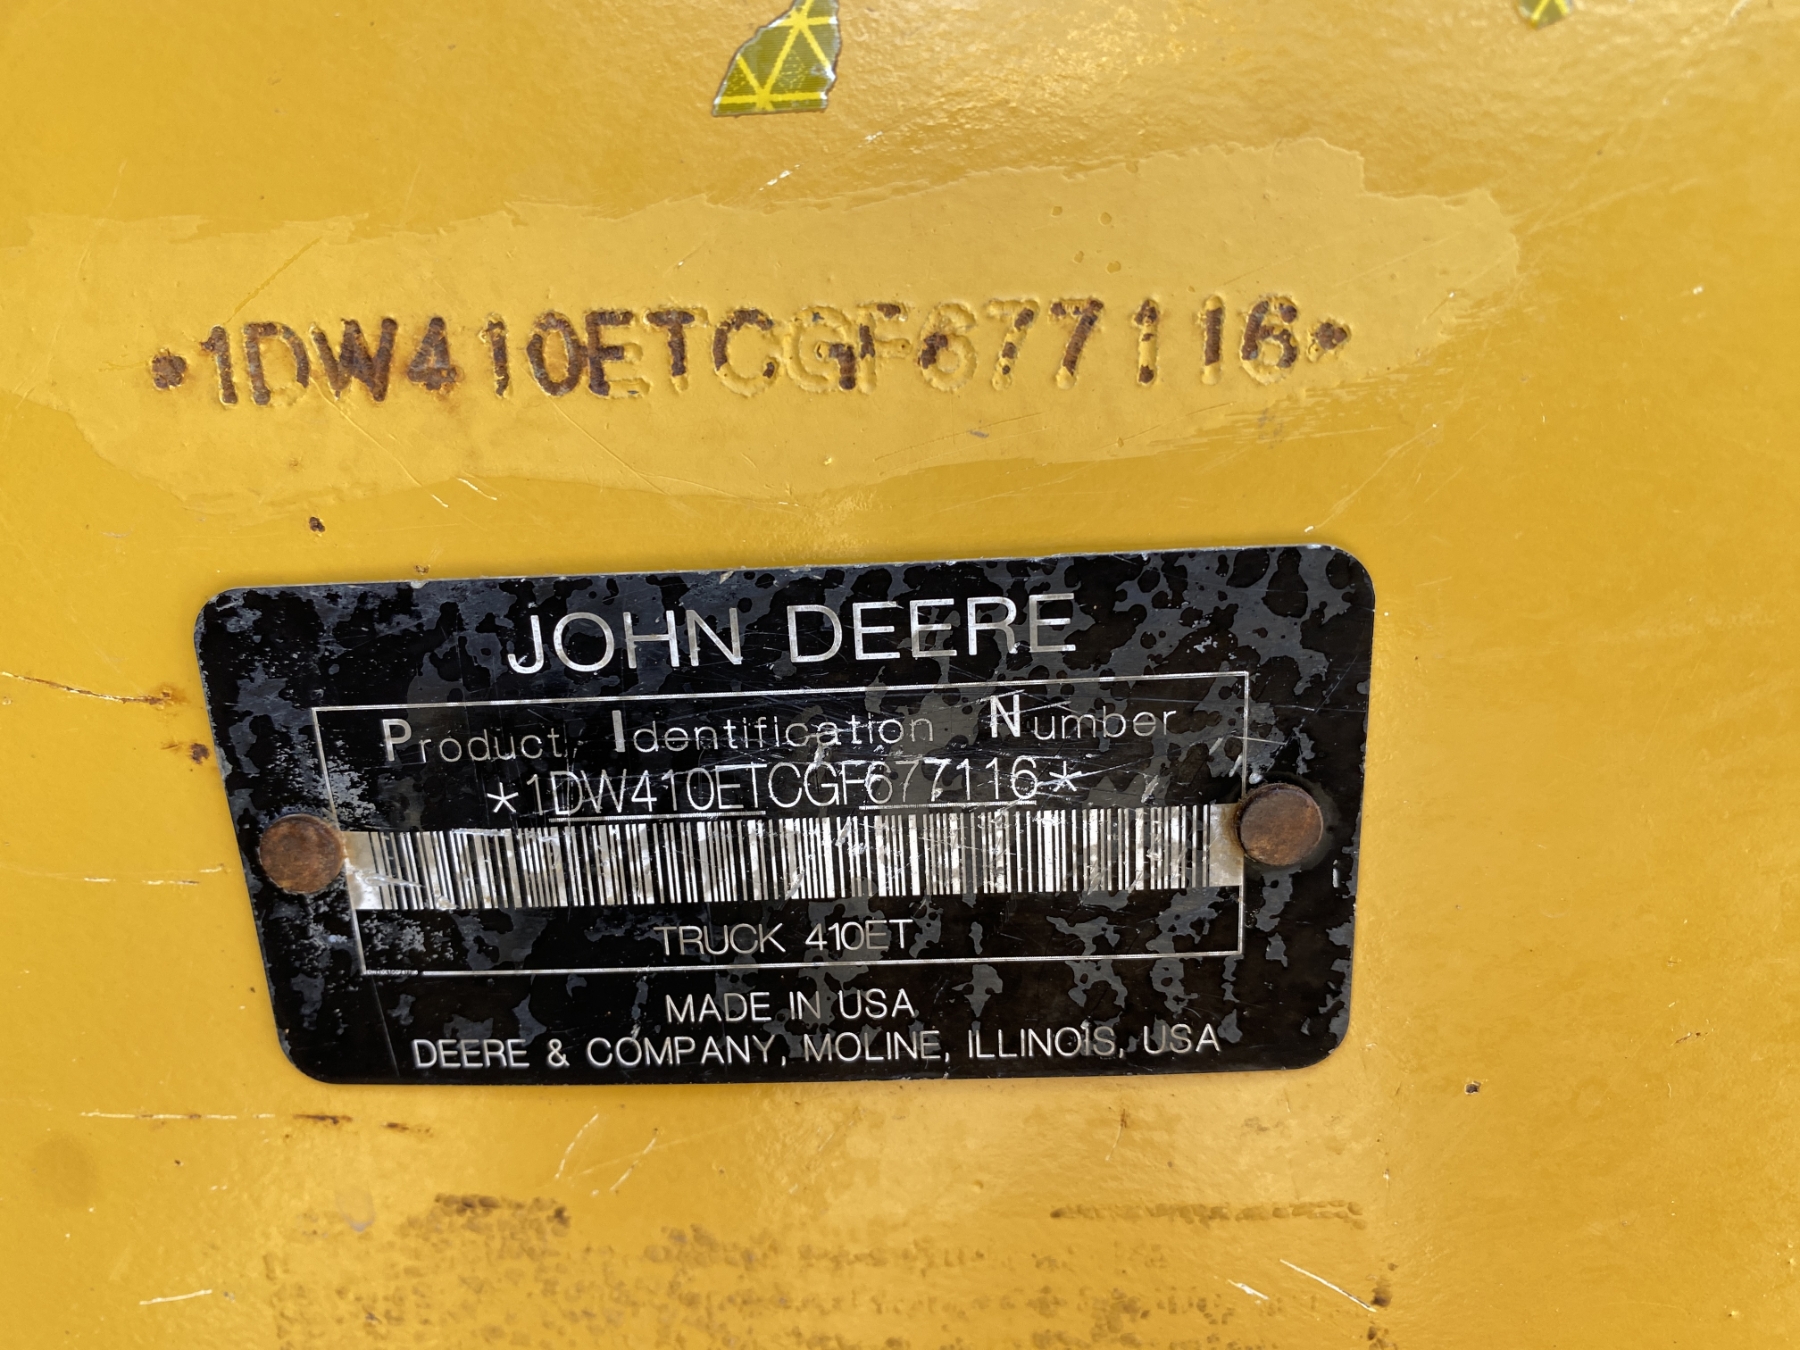 *1DW410ETCGF677116*
JOHN DEERE
Product Identification Number
*1DW410ETCGF677116*
TRUCK 410ET
MADE IN USA
DEERE & COMPANY, MOLINE, ILLINOIS, USA